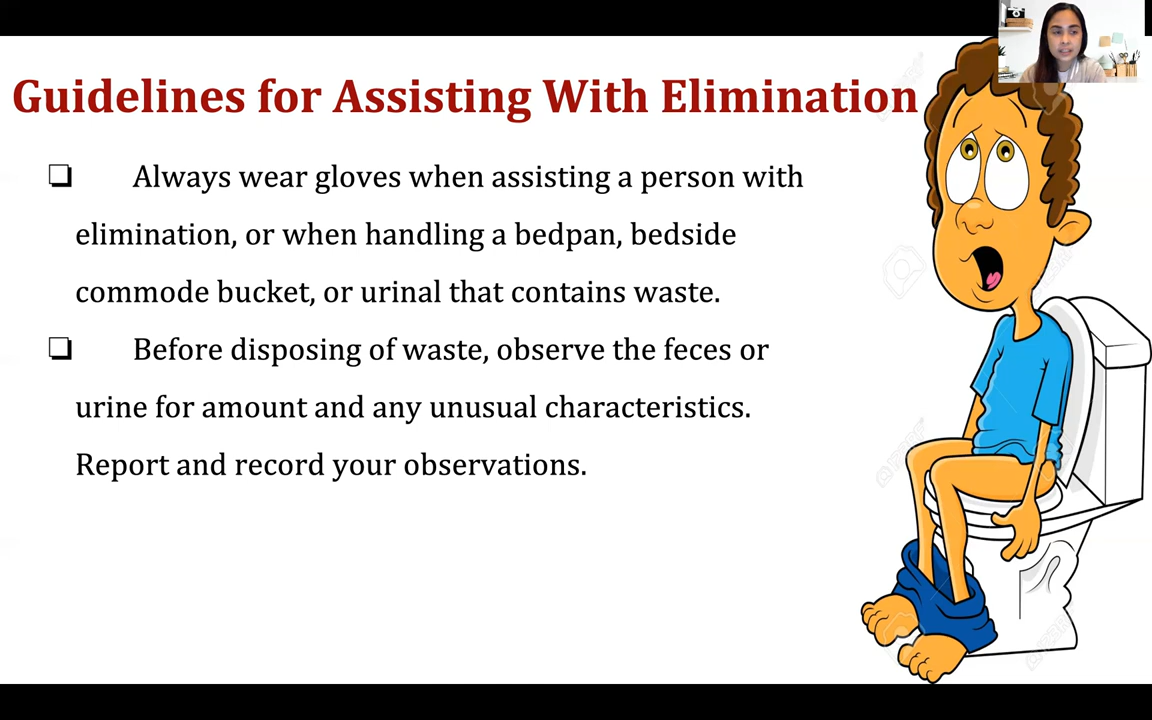 Guidelines for Assisting With Elimination
❏ Always wear gloves when assisting a person with
elimination, or when handling a bedpan, bedside
commode bucket, or urinal that contains waste.
❏ Before disposing of waste, observe the feces or
urine for amount and any unusual characteristics.
Report and record your observations.